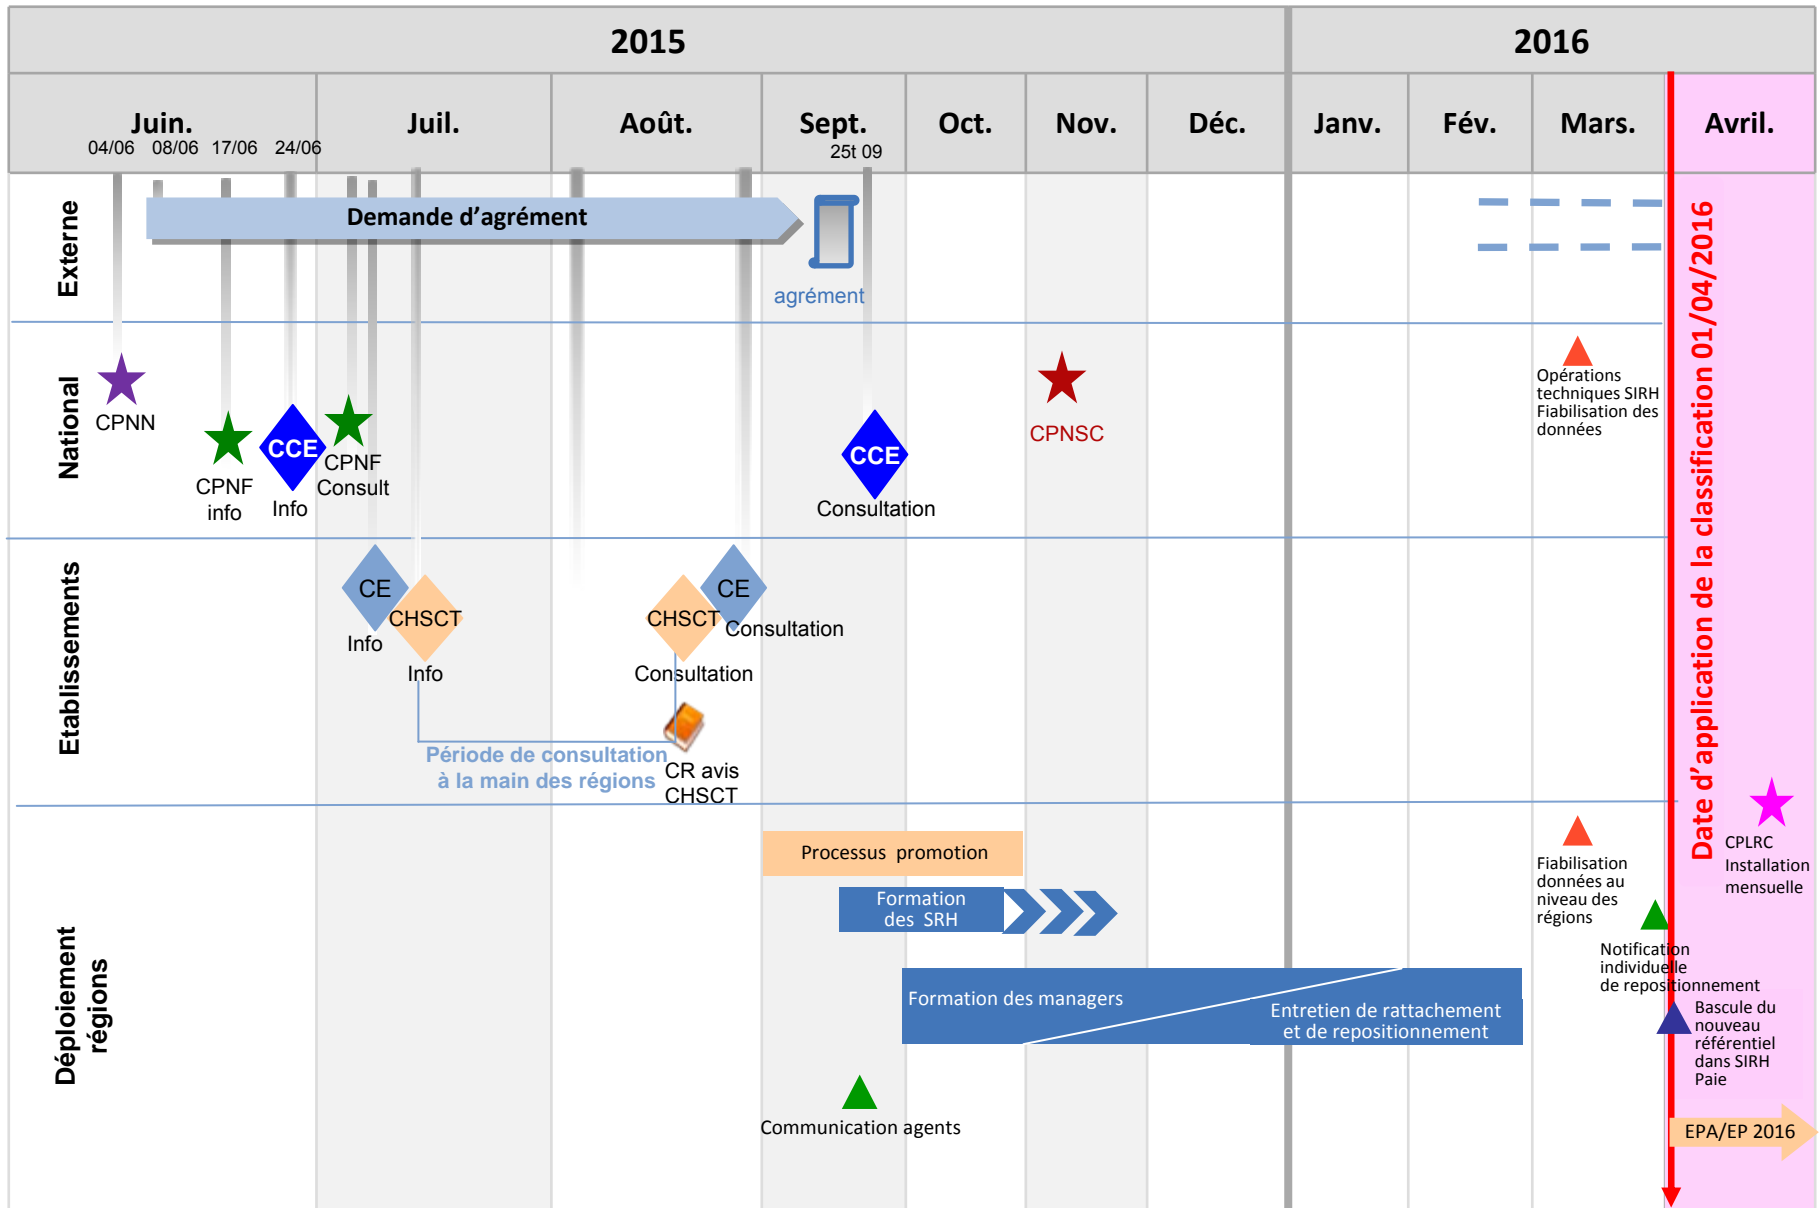 2015
2016
Juin.
Juil.
Août.
Sept.
Oct.
Nov.
Déc.
Janv.
Fév.
Mars.
Avril.
04/06
08/06
17/06
24/06
25t 09
Externe
Demande d’agrément
agrément
National
CPNN
CPNF
info
CCE
Info
CPNF
Consult
CCE
Consultation
CPNSC
Opérations
techniques SIRH
Fiabilisation des
données
Etablissements
CE
Info
CHSCT
Info
CHSCT
Consultation
CE
Consultation
Période de consultation
à la main des régions
CR avis
CHSCT
Déploiement
régions
Processus promotion
Formation
des SRH
Formation des managers
Entretien de rattachement
et de repositionnement
Communication agents
Fiabilisation
données au
niveau des
régions
Notification
individuelle
de repositionnement
Date d’application de la classification 01/04/2016
CPLRC
Installation
mensuelle
Bascule du
nouveau
référentiel
dans SIRH
Paie
EPA/EP 2016